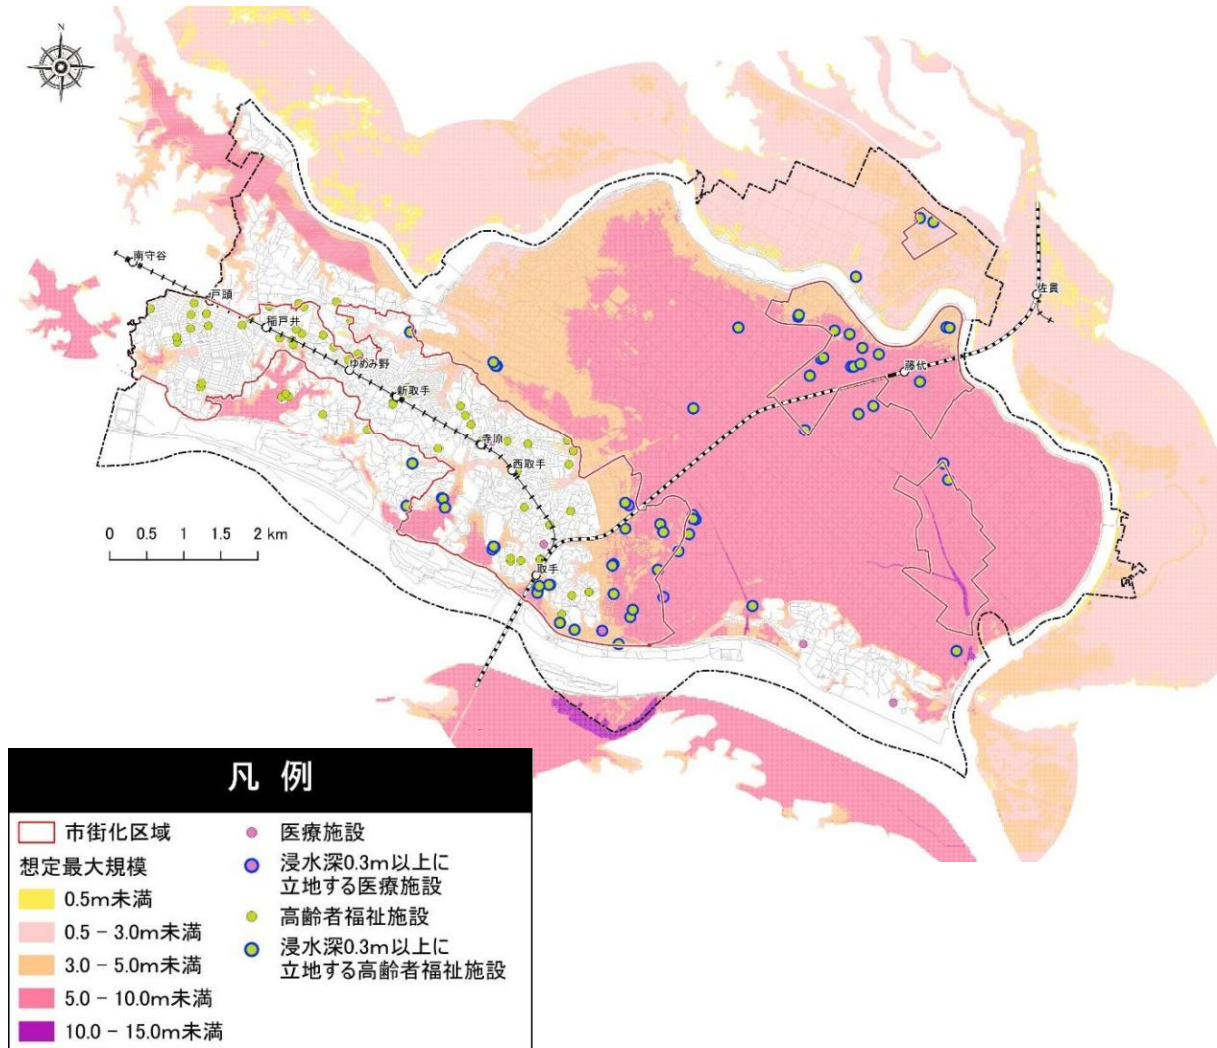 N
南守谷
戸頭
稲戸井
ゆめみ野
新取手
寺原
西取手
取手
藤代
佐貫
0 0.5 1 1.5 2 km
凡 例
市街化区域
想定最大規模
0.5m未満
0.5 - 3.0m未満
3.0 - 5.0m未満
5.0 - 10.0m未満
10.0 - 15.0m未満
医療施設
浸水深0.3m以上に
立地する医療施設
高齢者福祉施設
浸水深0.3m以上に
立地する高齢者福祉施設